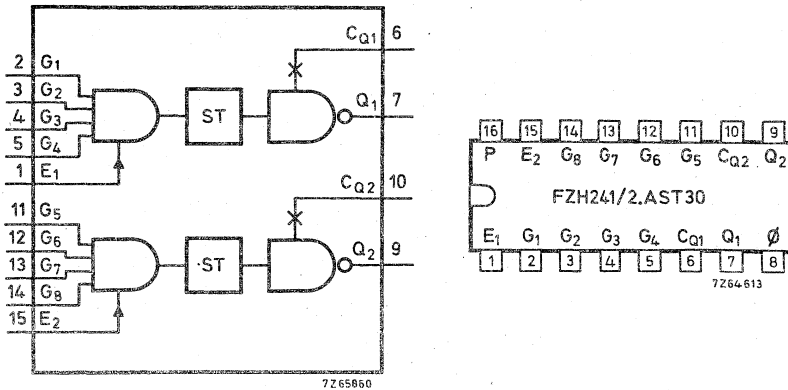 CQ1 6
2 G1
3 G2
4 G3
5 G4
1 E1
ST
Q1 7
CQ2 10
11 G5
12 G6
13 G7
14 G8
15 E2
·ST
Q2 9
7Z65860
16 15 14 13 12 11 10 9
P E2 G8 G7 G6 G5 CQ2 Q2
FZH241/2.AST30
E1 G1 G2 G3 G4 CQ1 Q1 Ø
1 2 3 4 5 6 7 8
7Z64613